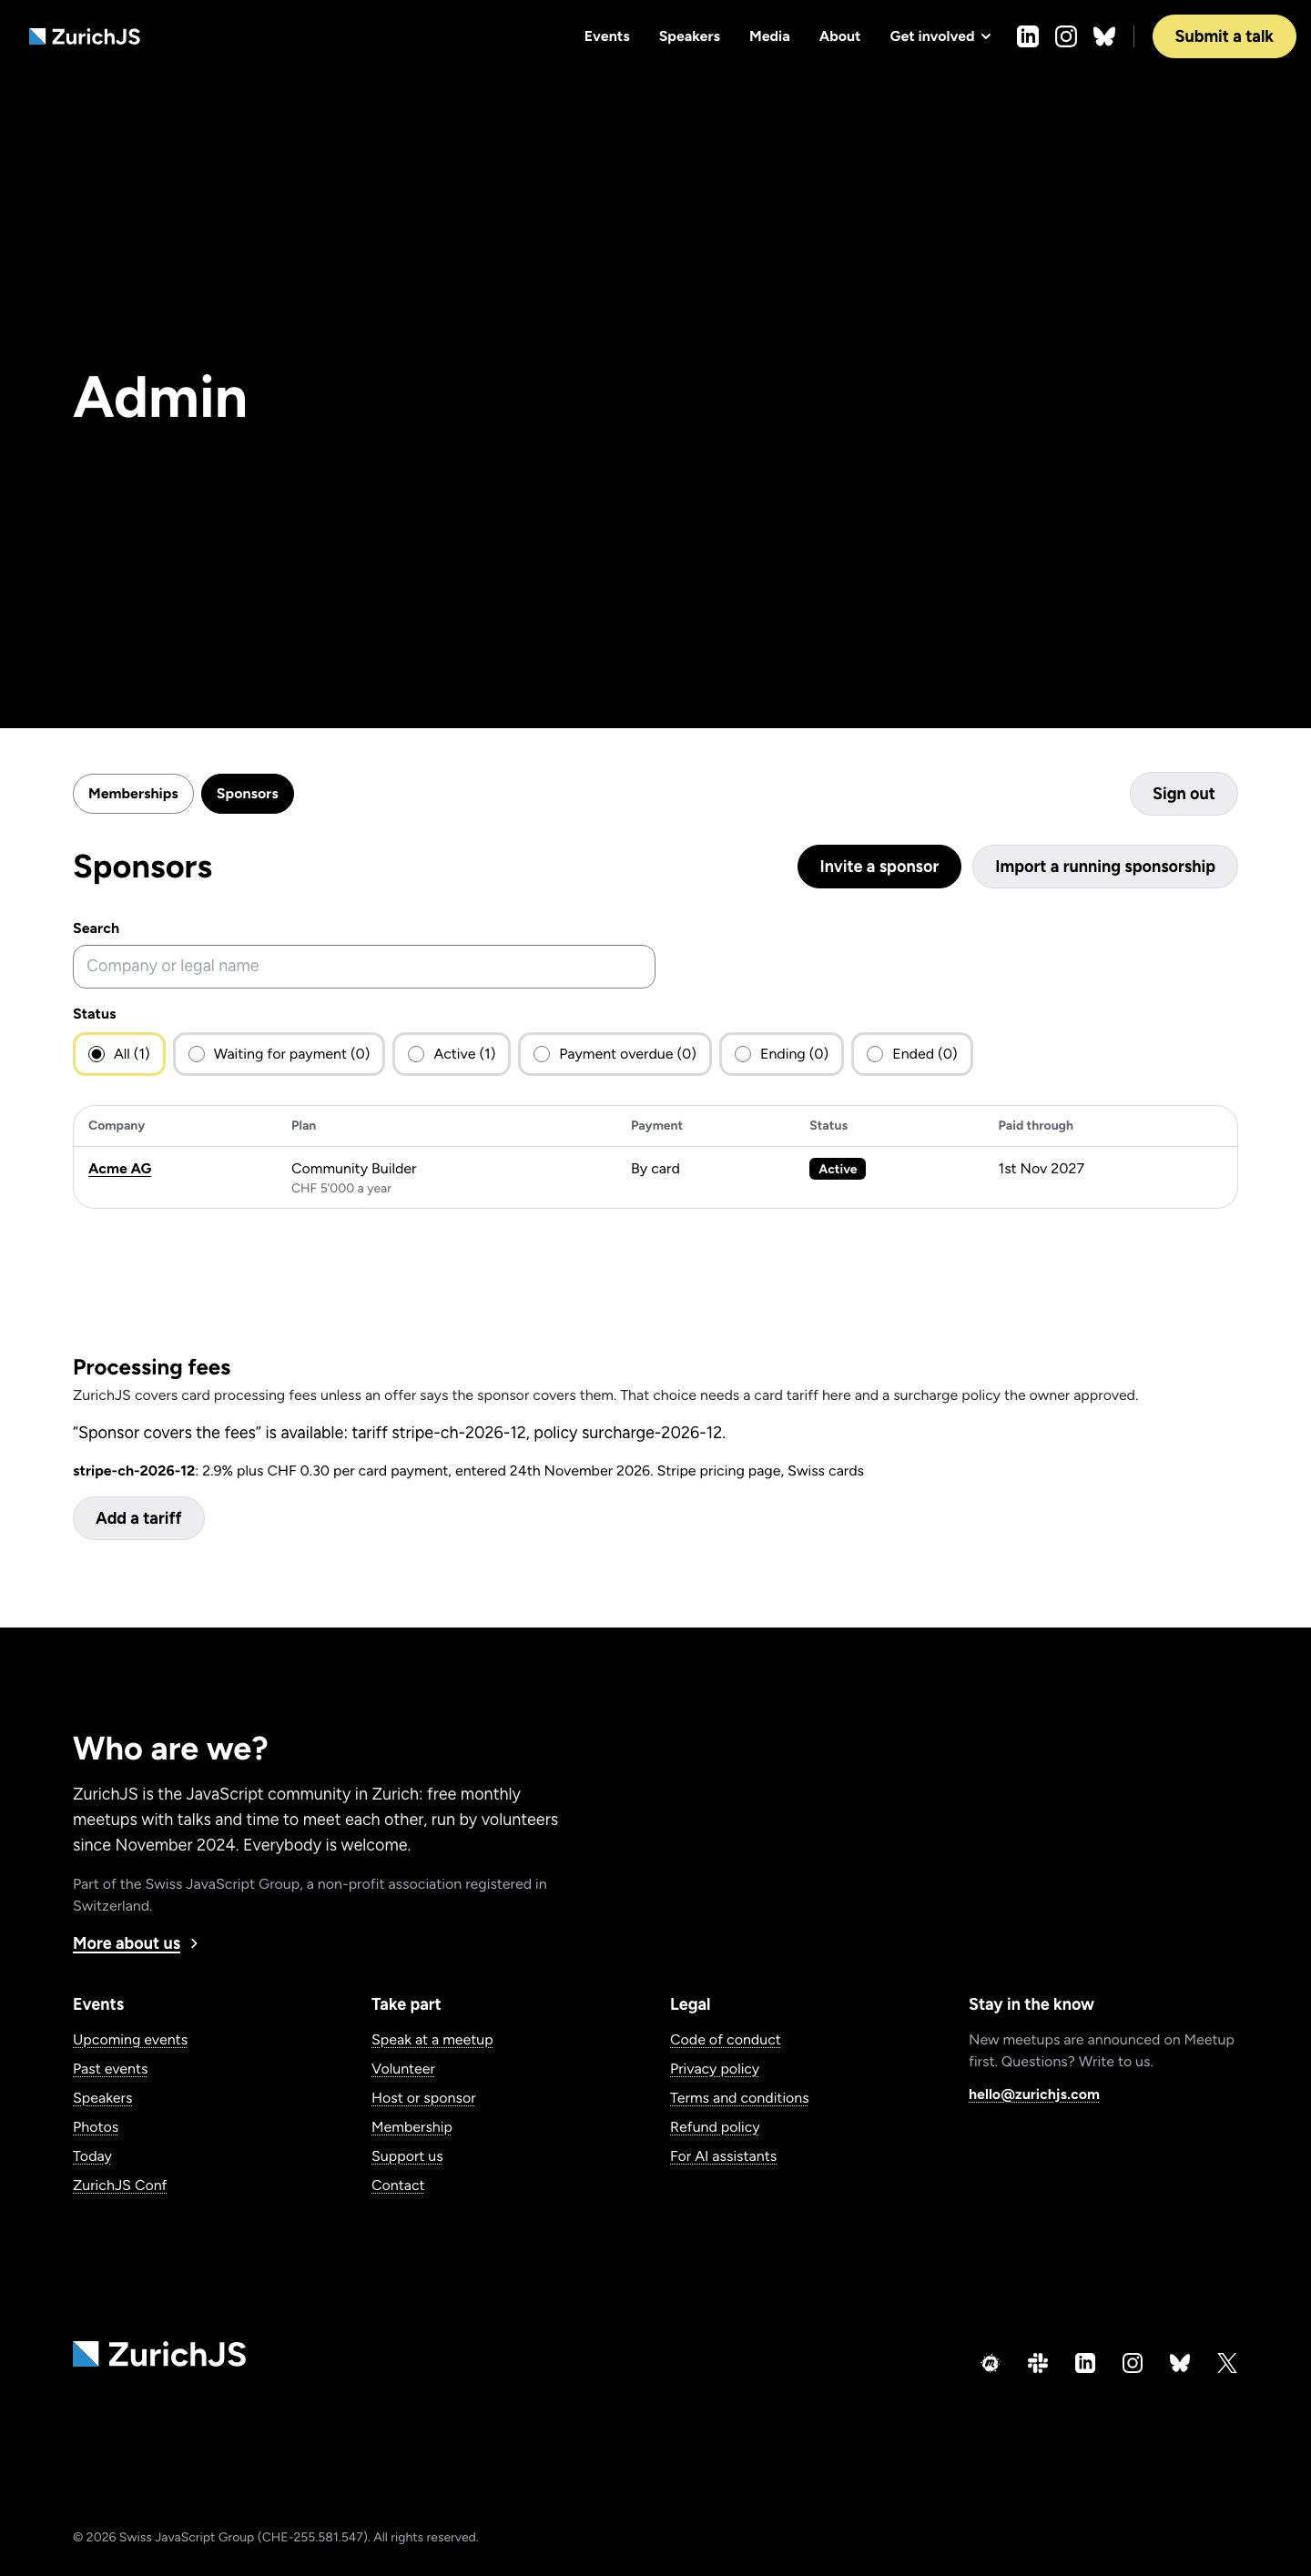 ZurichJS
Events
Speakers
Media
About
Get involved
Submit a talk
Admin
Memberships
Sponsors
Sign out
Sponsors
Invite a sponsor
Import a running sponsorship
Search
Company or legal name
Status
All (1)
Waiting for payment (0)
Active (1)
Payment overdue (0)
Ending (0)
Ended (0)
Company Plan Payment Status Paid through
Acme AG Community Builder By card Active 1st Nov 2027
CHF 5'000 a year
Processing fees
ZurichJS covers card processing fees unless an offer says the sponsor covers them. That choice needs a card tariff here and a surcharge policy the owner approved.
“Sponsor covers the fees” is available: tariff stripe-ch-2026-12, policy surcharge-2026-12.
stripe-ch-2026-12: 2.9% plus CHF 0.30 per card payment, entered 24th November 2026. Stripe pricing page, Swiss cards
Add a tariff
Who are we?
ZurichJS is the JavaScript community in Zurich: free monthly
meetups with talks and time to meet each other, run by volunteers
since November 2024. Everybody is welcome.
Part of the Swiss JavaScript Group, a non-profit association registered in
Switzerland.
More about us
Events
Upcoming events
Past events
Speakers
Photos
Today
ZurichJS Conf
Take part
Speak at a meetup
Volunteer
Host or sponsor
Membership
Support us
Contact
Legal
Code of conduct
Privacy policy
Terms and conditions
Refund policy
For AI assistants
Stay in the know
New meetups are announced on Meetup
first. Questions? Write to us.
hello@zurichjs.com
ZurichJS
© 2026 Swiss JavaScript Group (CHE-255.581.547). All rights reserved.